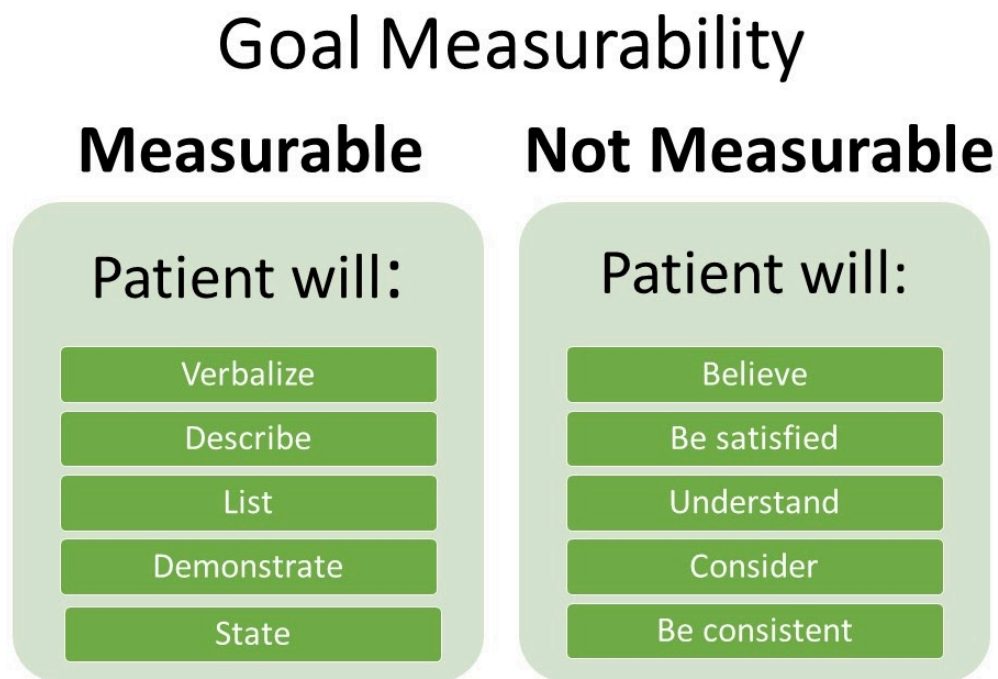 Goal Measurability
Measurable
Patient will:
Verbalize
Describe
List
Demonstrate
State
Not Measurable
Patient will:
Believe
Be satisfied
Understand
Consider
Be consistent